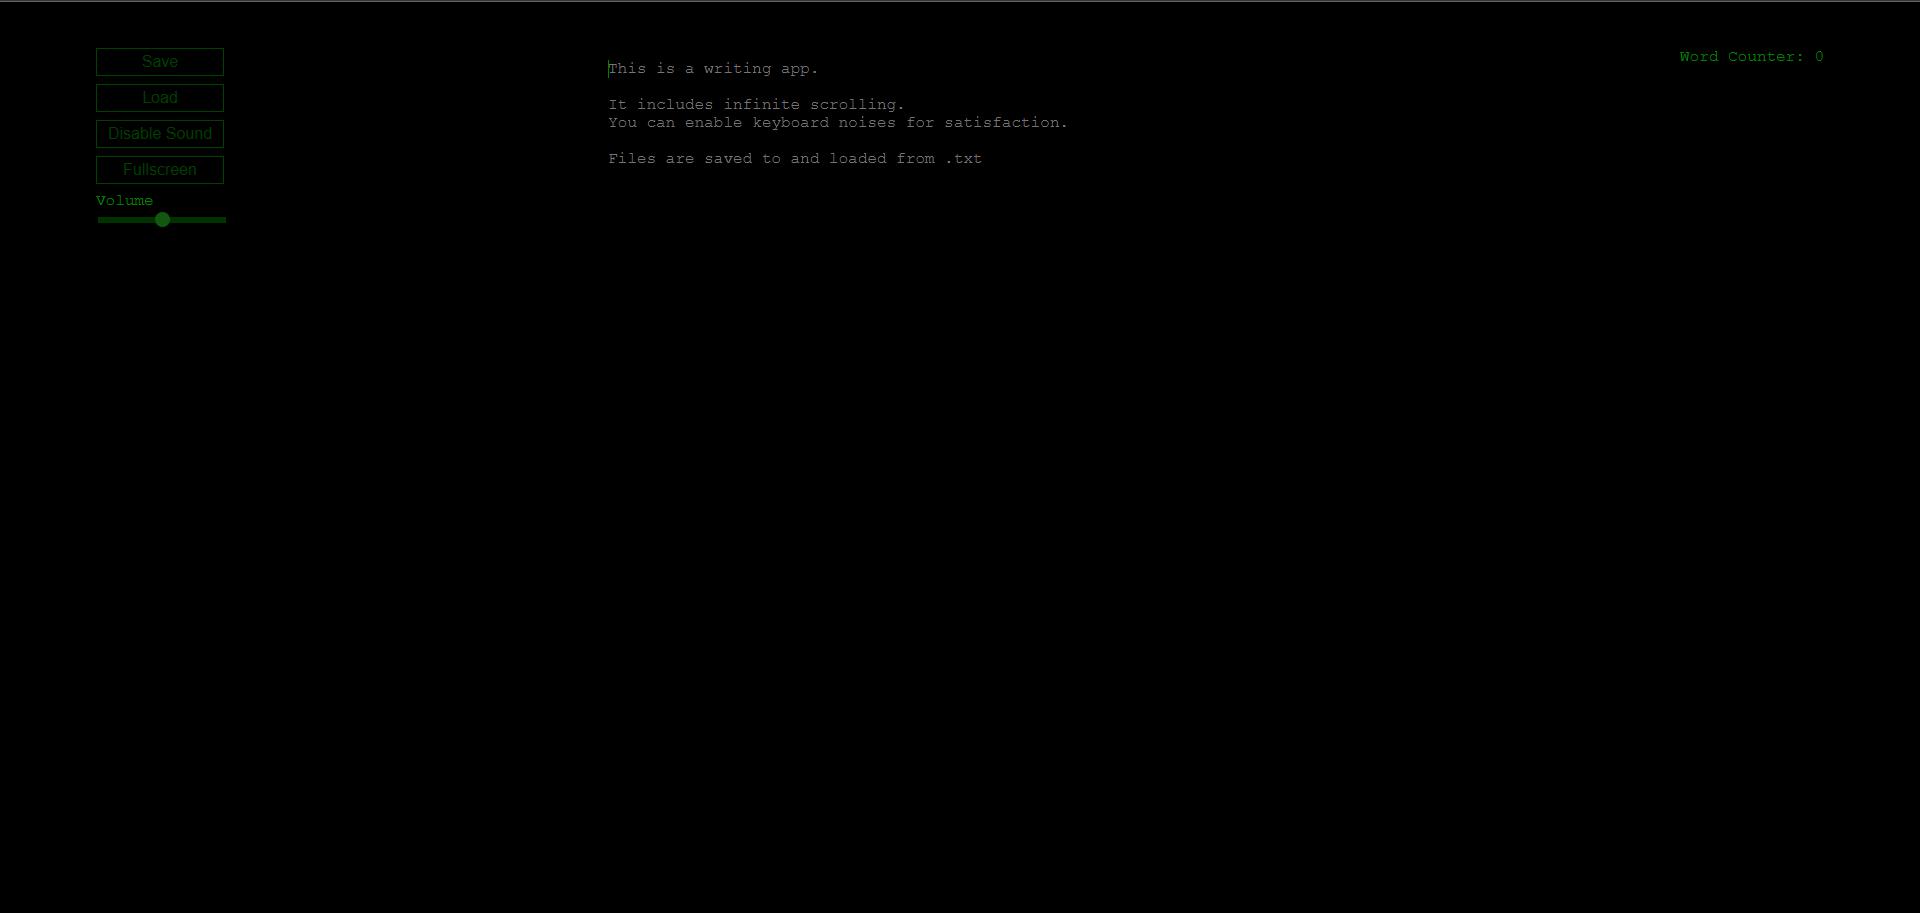 Save
Load
Disable Sound
Fullscreen
Volume
This is a writing app.
It includes infinite scrolling.
You can enable keyboard noises for satisfaction.
Files are saved to and loaded from .txt
Word Counter: 0